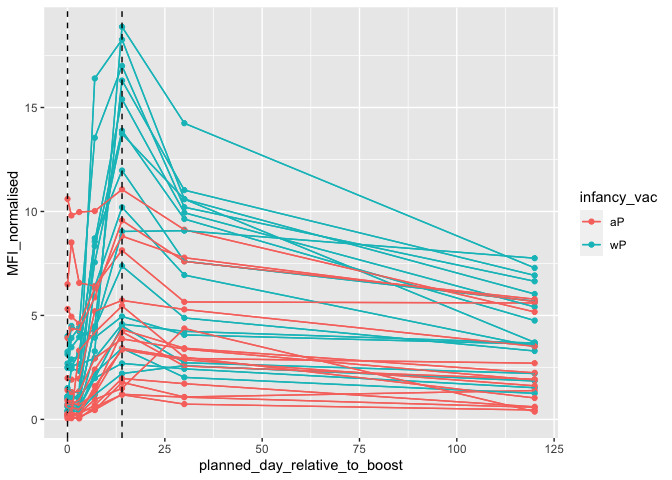 15
10
5
0
MFI_normalised
0 25 50 75 100 125
planned_day_relative_to_boost
infancy_vac
aP
wP